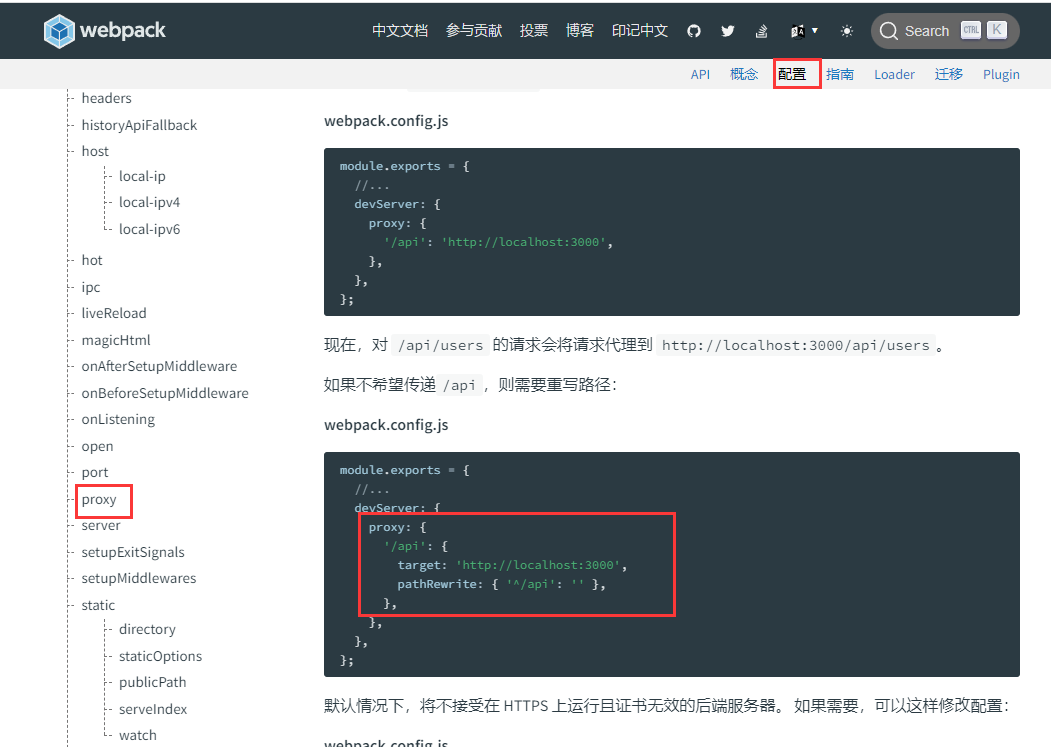 webpack
中文文档 参与贡献 投票 博客 印记中文 Search CTRL K
API 概念 配置 指南 Loader 迁移 Plugin
headers
historyApiFallback
host
local-ip
local-ipv4
local-ipv6
hot
ipc
liveReload
magicHtml
onAfterSetupMiddleware
onBeforeSetupMiddleware
onListening
open
port
proxy
server
setupExitSignals
setupMiddlewares
static
directory
staticOptions
publicPath
serveIndex
watch
webpack.config.js
module.exports = {
  //...
  devServer: {
    proxy: {
      '/api': 'http://localhost:3000',
    },
  },
};
现在，对 /api/users 的请求会将请求代理到 http://localhost:3000/api/users 。
如果不希望传递 /api ，则需要重写路径：
webpack.config.js
module.exports = {
  //...
  devServer: {
    proxy: {
      '/api': {
        target: 'http://localhost:3000',
        pathRewrite: { '^/api': '' },
      },
    },
  },
};
默认情况下，将不接受在 HTTPS 上运行且证书无效的后端服务器。 如果需要，可以这样修改配置：
webpack.config.js